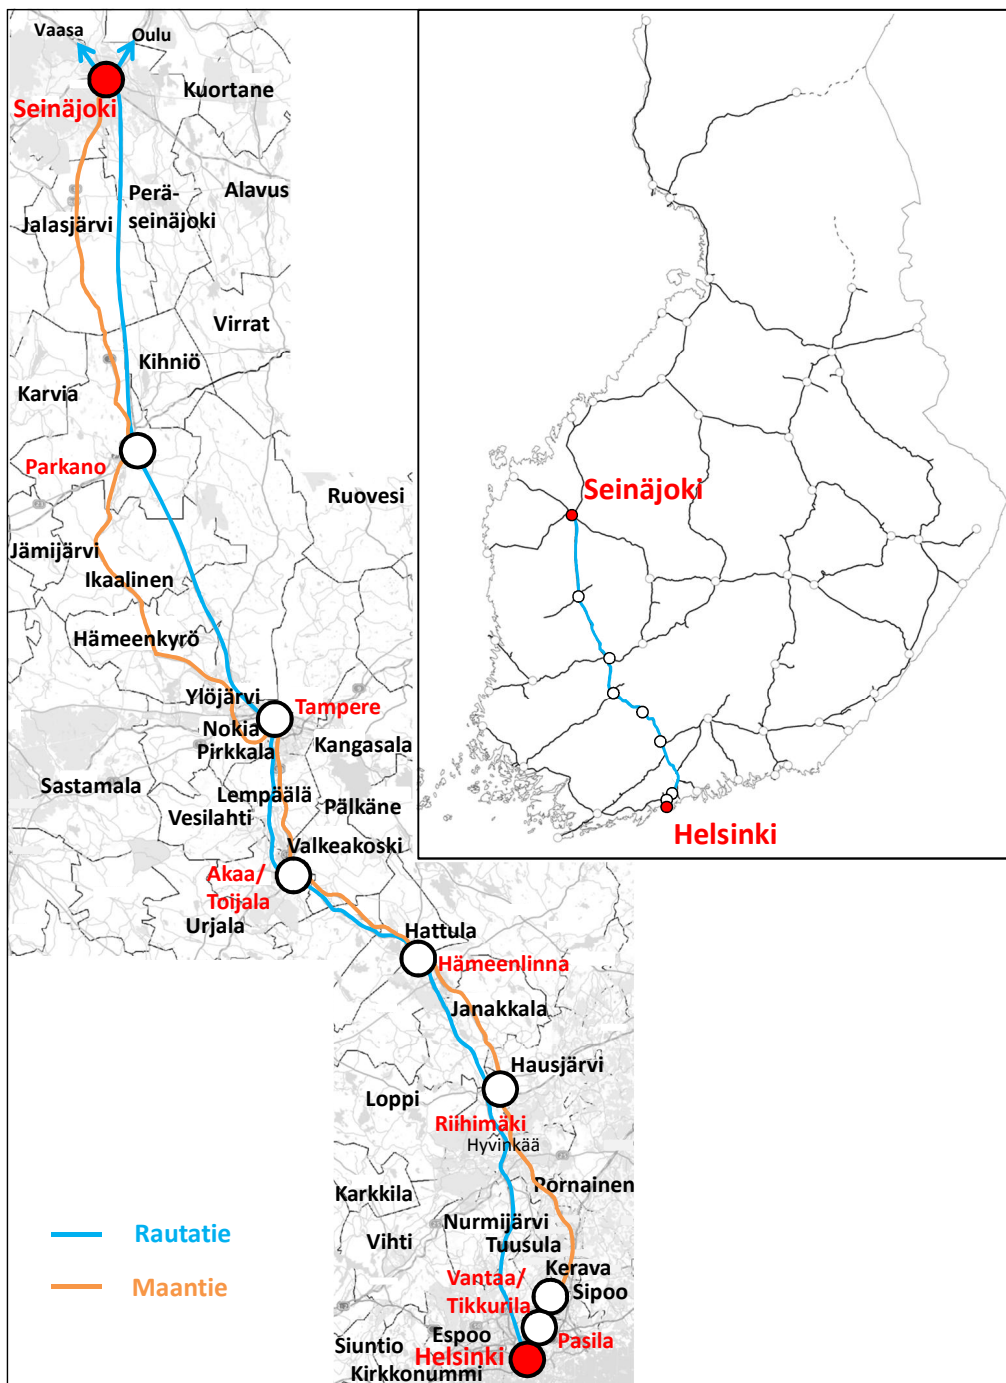 Vaasa
Oulu
Kuortane
Seinäjoki
Alavus
Perä-
seinäjoki
Jalasjärvi
Virrat
Kihniö
Karvia
Parkano
Ruovesi
Jämijärvi
Ikaalinen
Hämeenkyrö
Ylöjärvi
Tampere
Nokia
Pirkkala
Kangasala
Sastamala
Lempäälä
Vesilahti
Pälkäne
Valkeakoski
Akaa/
Toijala
Urjala
Hattula
Hämeenlinna
Janakkala
Hausjärvi
Loppi
Riihimäki
Hyvinkää
Karkkila
Pornainen
Nurmijärvi
Vihti
Tuusula
Kerava
Vantaa/
Tikkurila
Sipoo
Espoo
Pasila
Siuntio
Helsinki
Kirkkonummi
Rautatie
Maantie
Seinäjoki
Helsinki